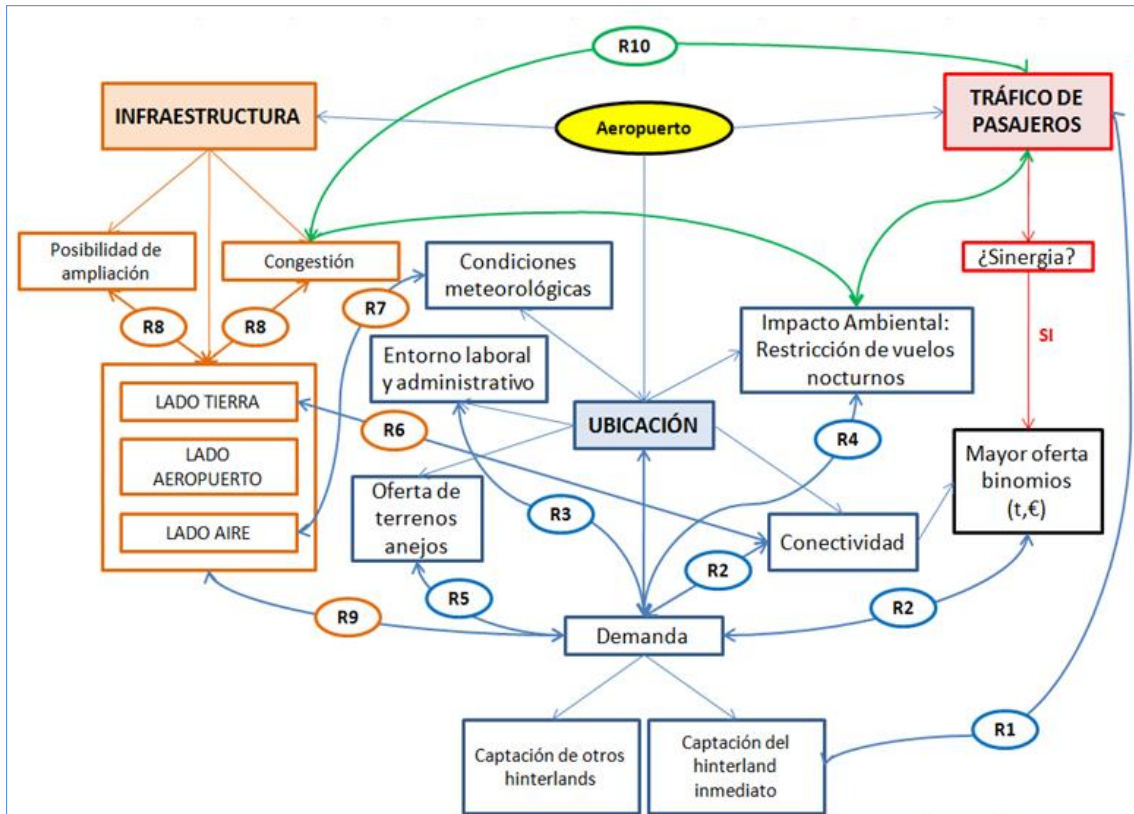 R10
INFRAESTRUCTURA
Aeropuerto
TRÁFICO DE
PASAJEROS
Posibilidad de
ampliación
Congestión
Condiciones
meteorológicas
¿Sinergia?
R8
R8
R7
Impacto Ambiental:
Restricción de vuelos
nocturnos
SI
Entorno laboral
y administrativo
LADO TIERRA
R6
UBICACIÓN
R4
LADO
AEROPUERTO
Mayor oferta
binomios
(t,€)
Oferta de
terrenos
anejos
R3
LADO AIRE
Conectividad
R2
R5
R2
R9
Demanda
R1
Captación de otros
hinterlands
Captación del
hinterland
inmediato